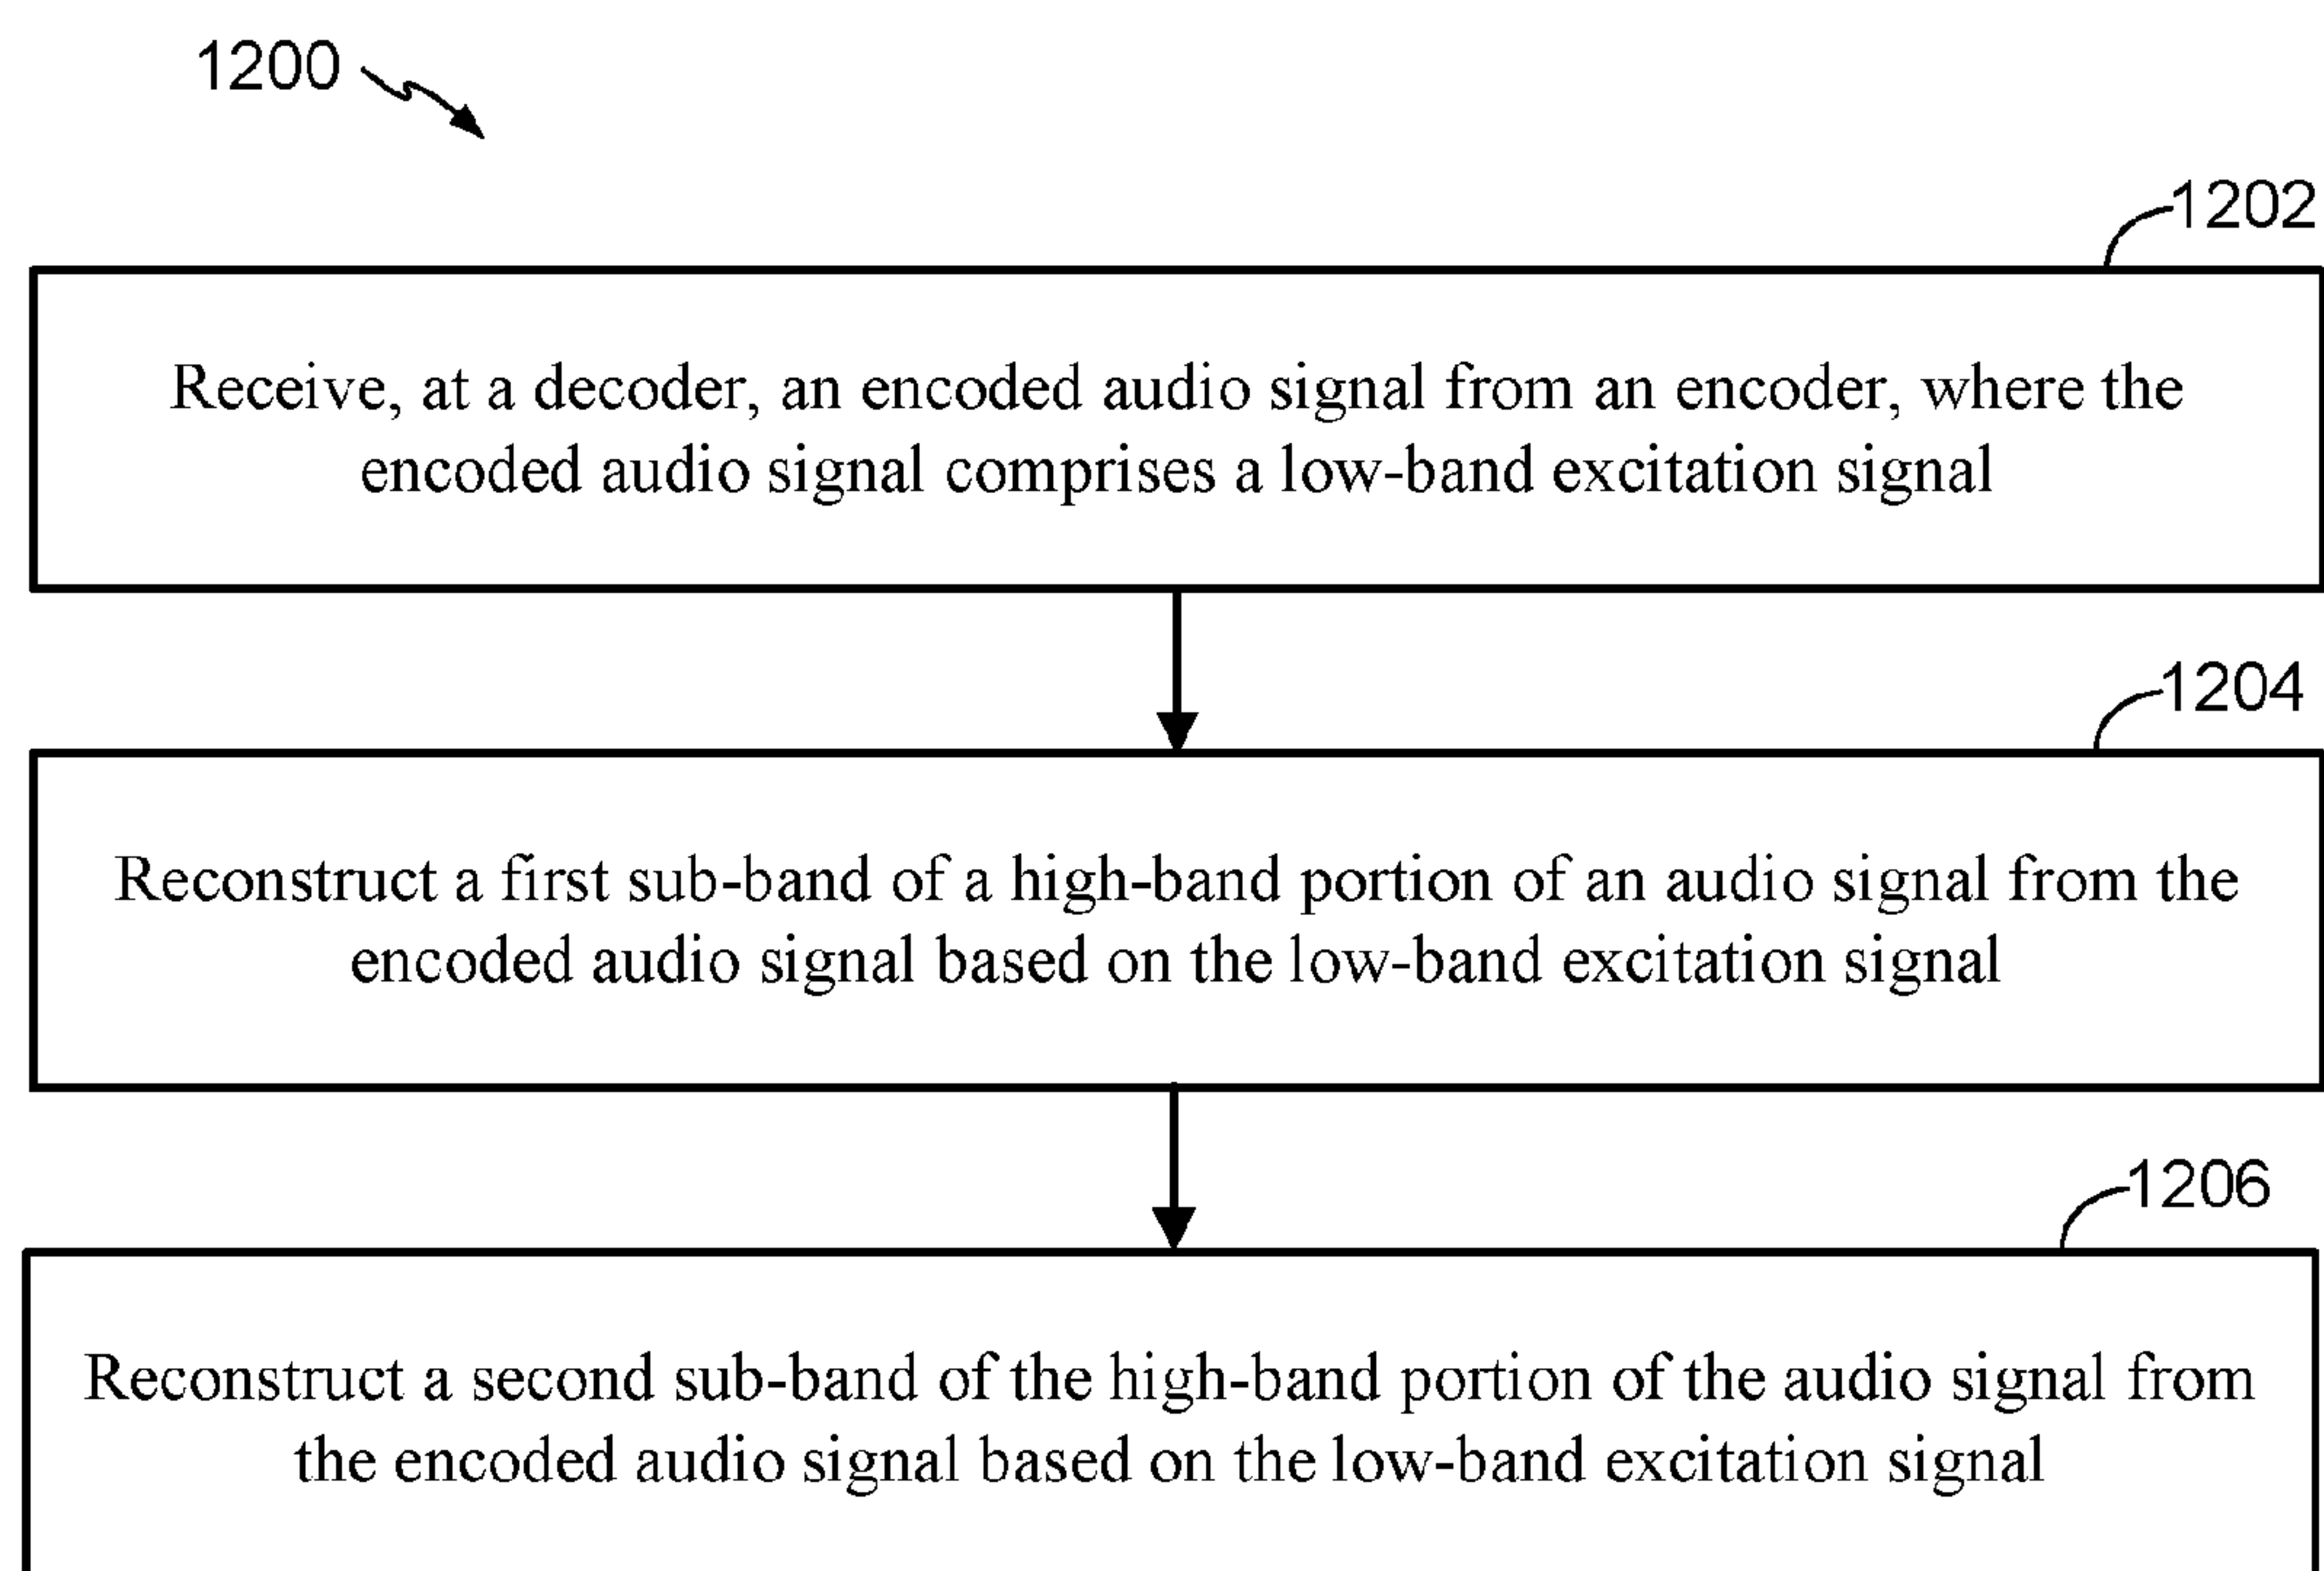 1200
1202
Receive, at a decoder, an encoded audio signal from an encoder, where the
encoded audio signal comprises a low-band excitation signal
1204
Reconstruct a first sub-band of a high-band portion of an audio signal from the
encoded audio signal based on the low-band excitation signal
1206
Reconstruct a second sub-band of the high-band portion of the audio signal from
the encoded audio signal based on the low-band excitation signal